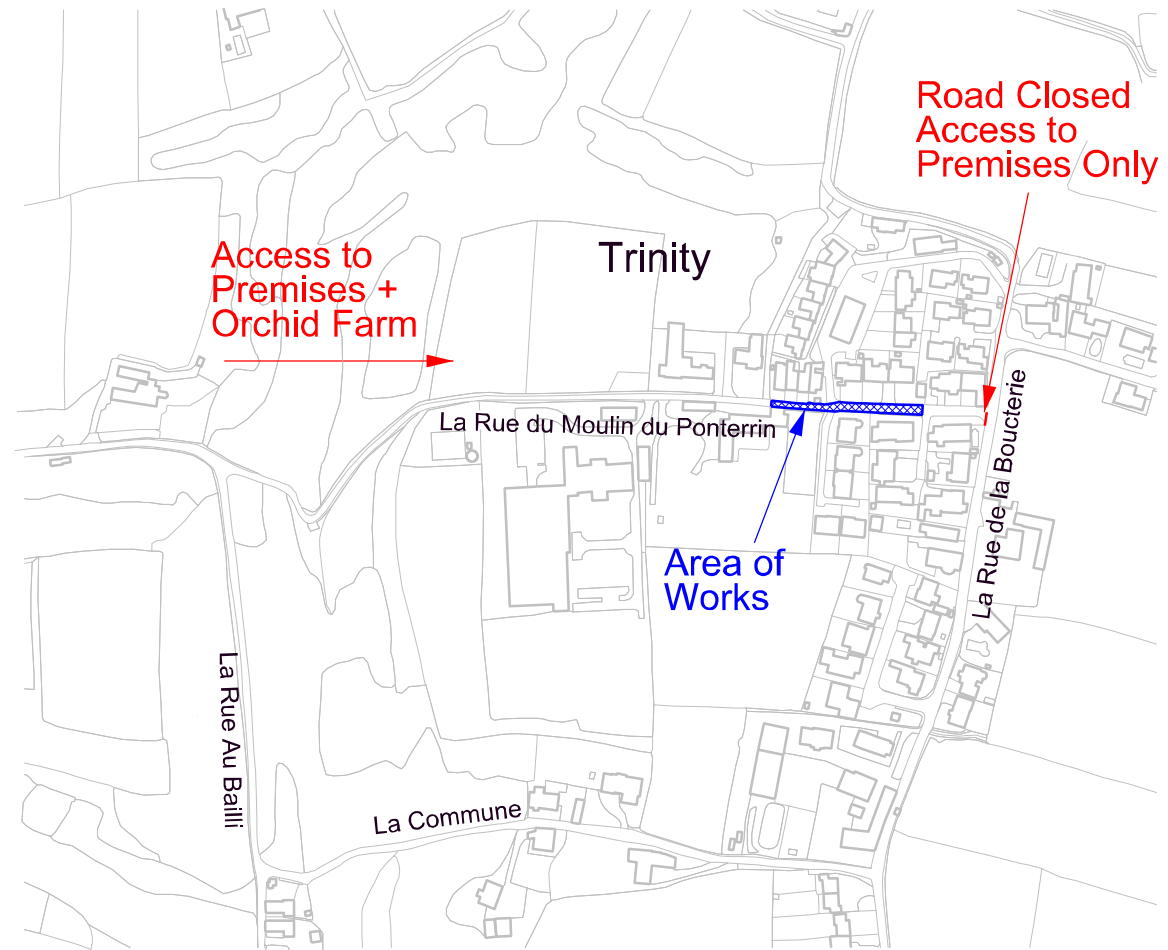 Road Closed
Access to
Premises Only
Trinity
Access to
Premises +
Orchid Farm
La Rue du Moulin du Ponterrin
La Rue de la Boucterie
Area of
Works
La Rue Au Bailli
La Commune